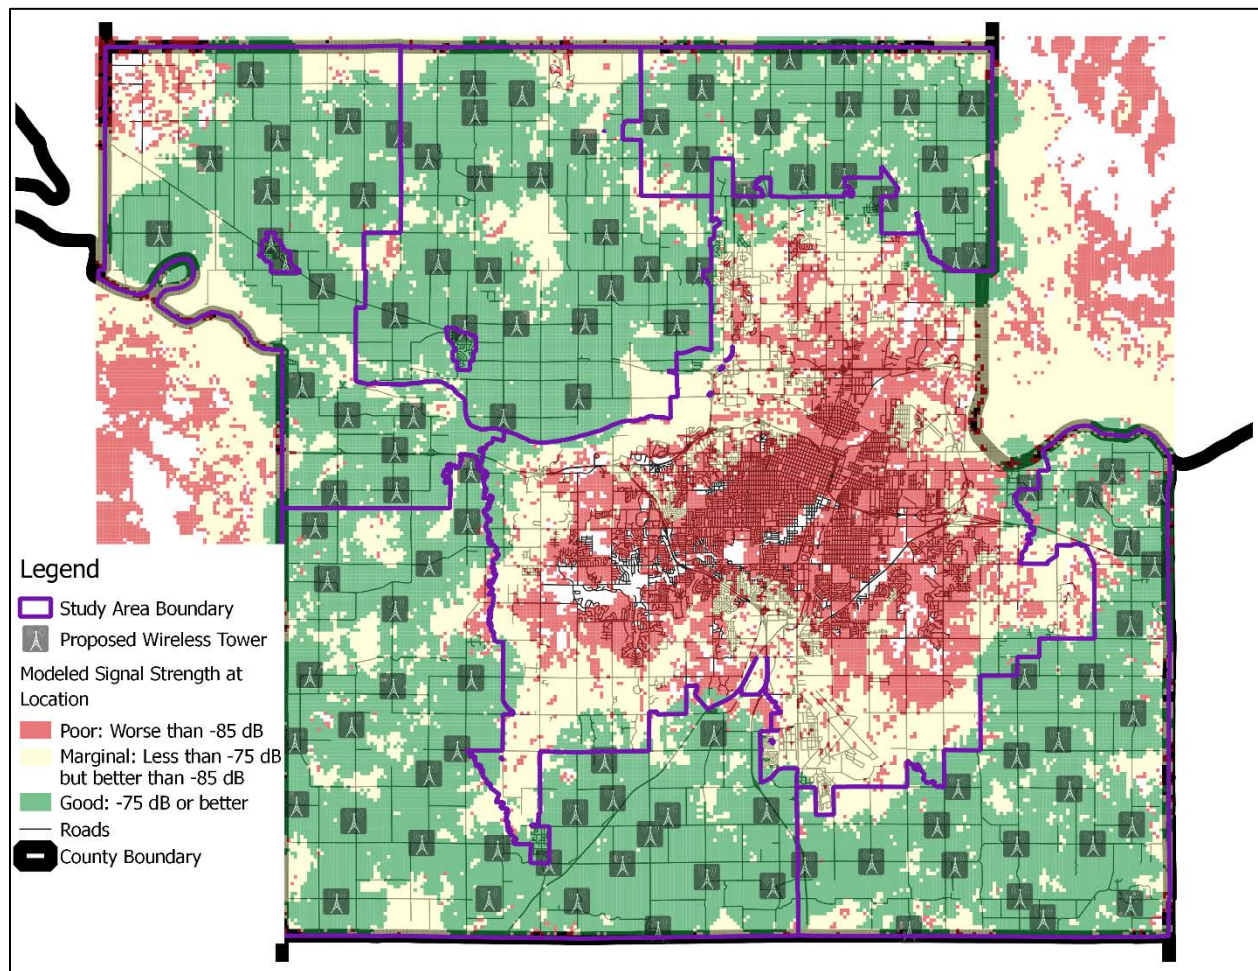 Legend
Study Area Boundary
Proposed Wireless Tower
Modeled Signal Strength at
Location
Poor: Worse than -85 dB
Marginal: Less than -75 dB
but better than -85 dB
Good: -75 dB or better
Roads
County Boundary